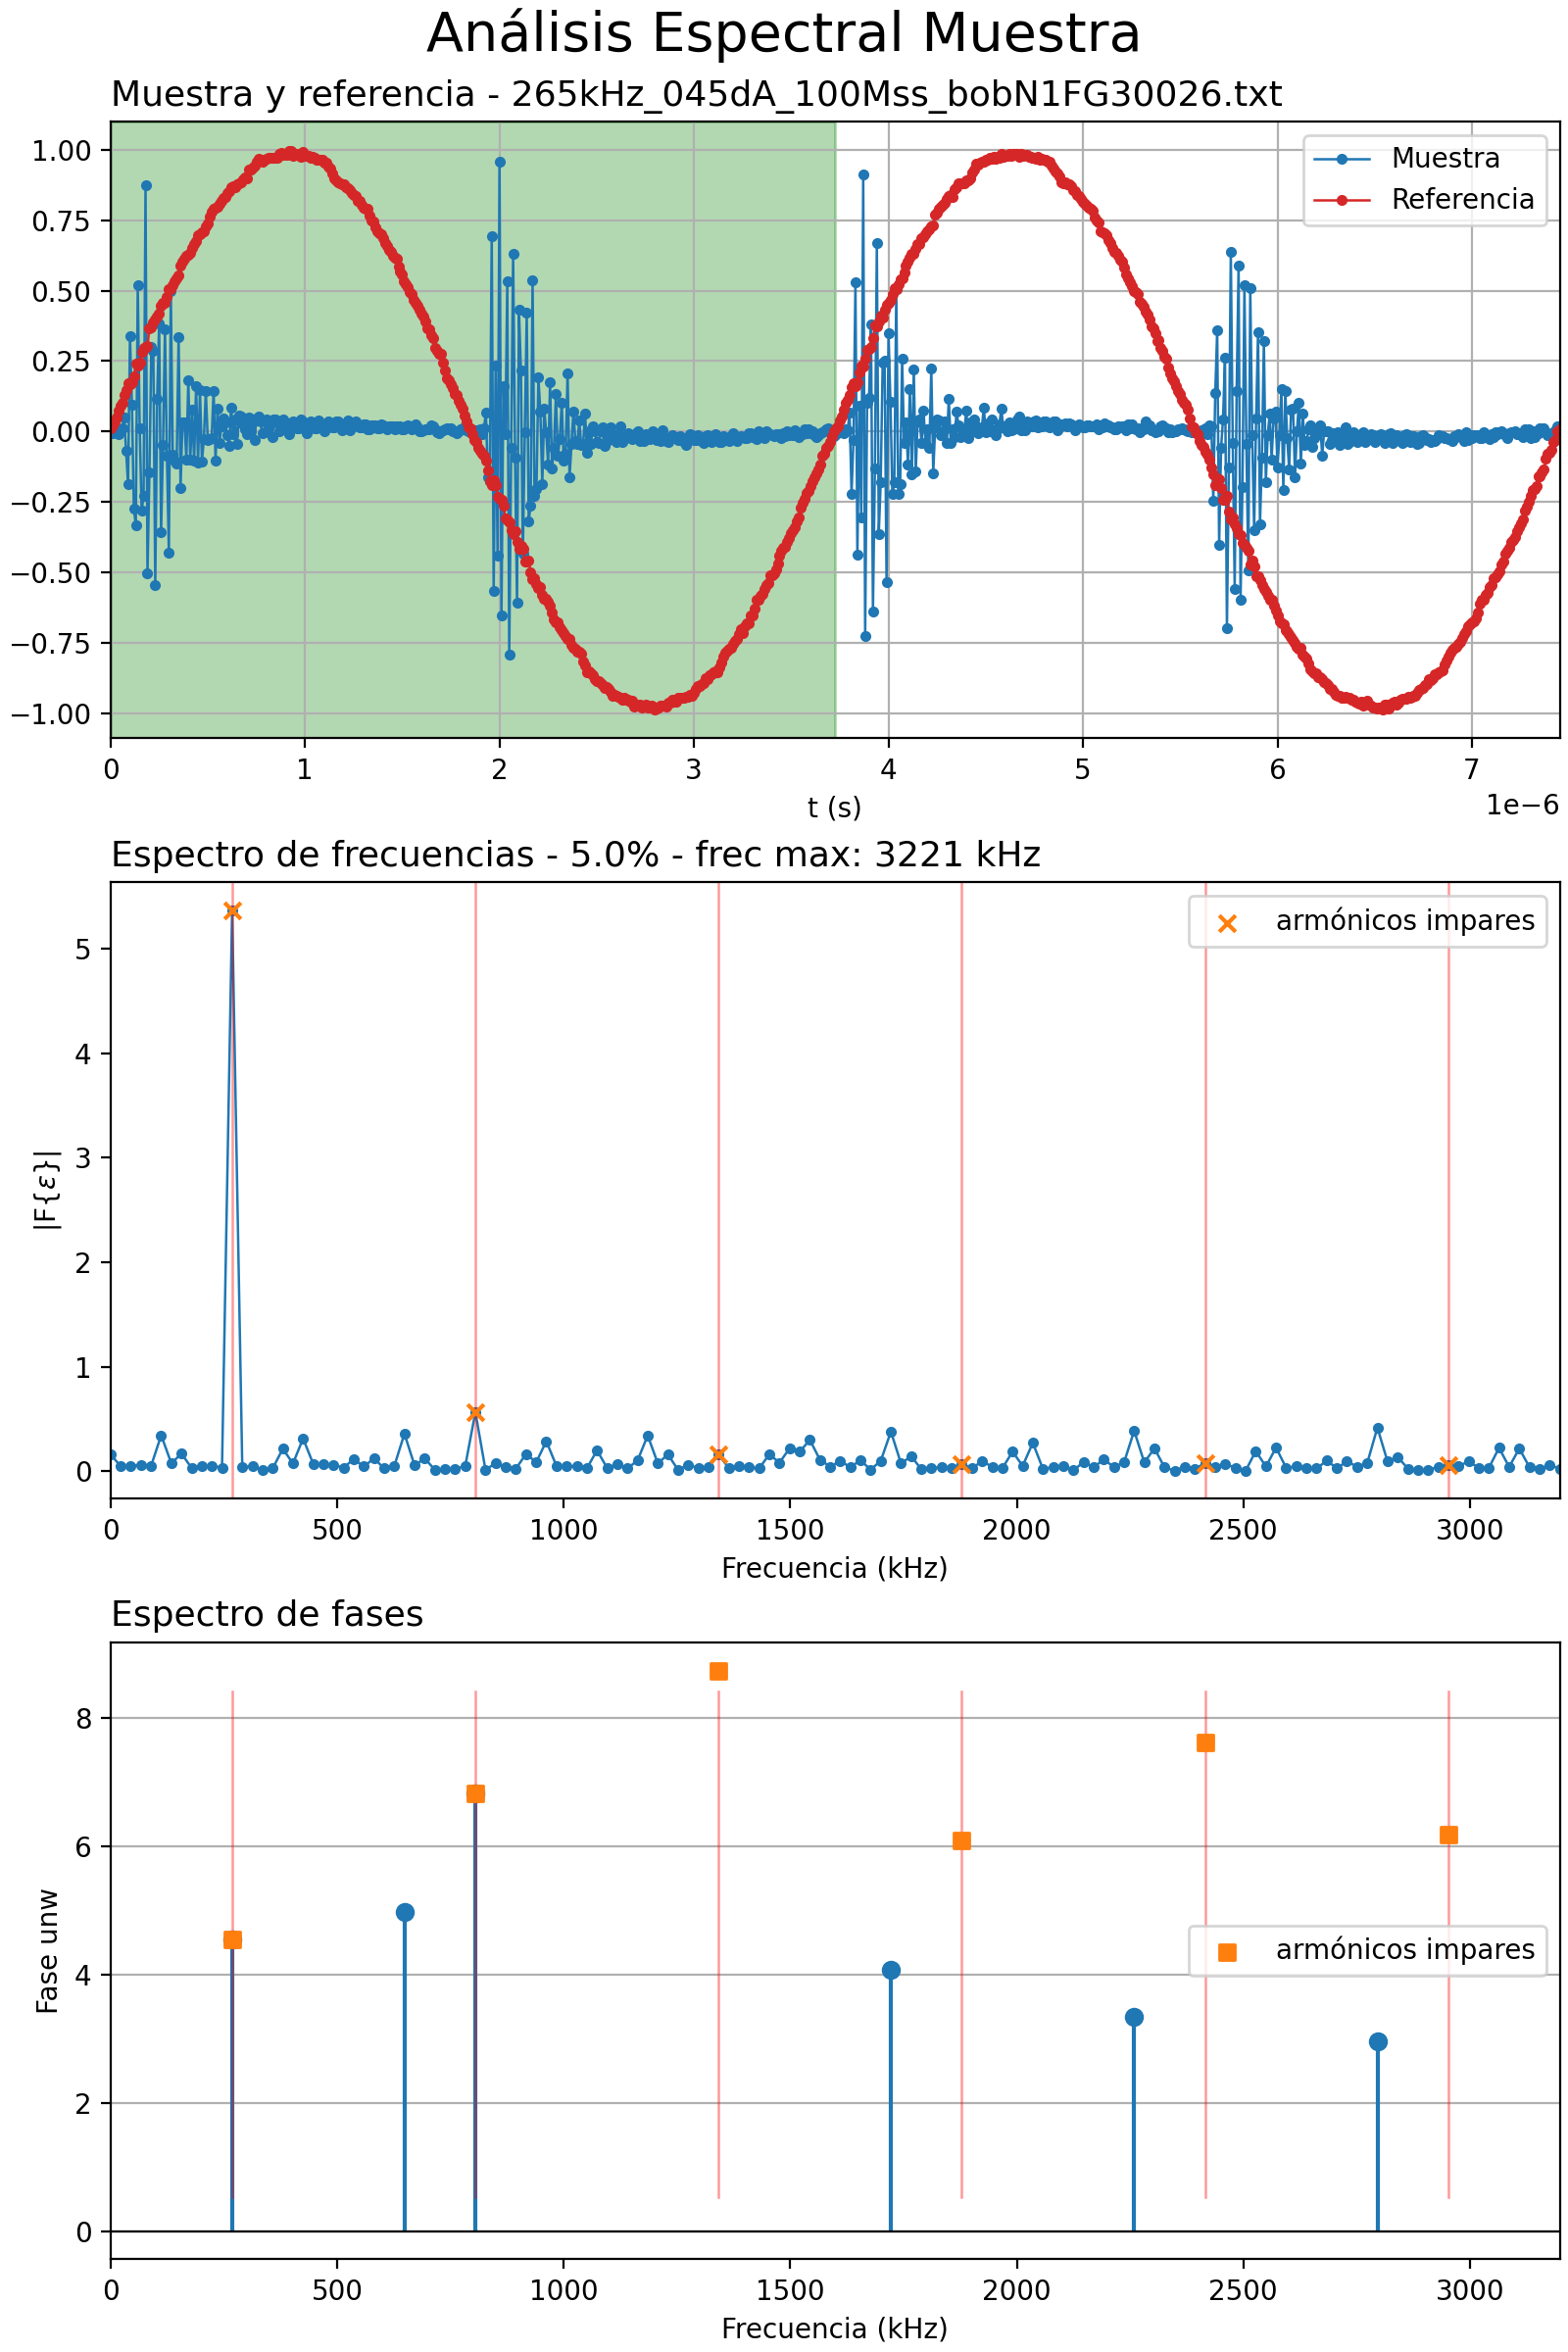 Análisis Espectral Muestra
Muestra y referencia - 265kHz_045dA_100Mss_bobN1FG30026.txt
1.00
0.75
0.50
0.25
0.00
−0.25
−0.50
−0.75
−1.00
Muestra
Referencia
0 1 2 3 4 5 6 7
t (s)
1e−6
Espectro de frecuencias - 5.0% - frec max: 3221 kHz
|F{ε}|
5
4
3
2
1
0
armónicos impares
0 500 1000 1500 2000 2500 3000
Frecuencia (kHz)
Espectro de fases
Fase unw
8
6
4
2
0
armónicos impares
0 500 1000 1500 2000 2500 3000
Frecuencia (kHz)